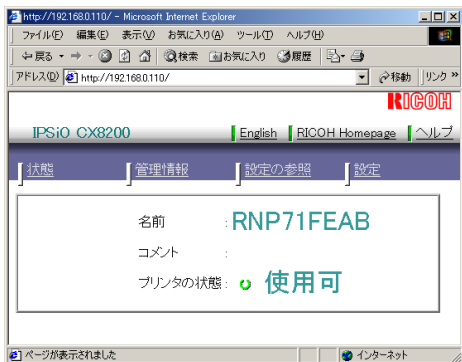 http://192.168.0.110/ - Microsoft Internet Explorer
ファイル(F) 編集(E) 表示(V) お気に入り(A) ツール(T) ヘルプ(H)
戻る 検索 お気に入り 履歴
アドレス(D) http://192.168.0.110/ 移動 リンク »
RICOH
IPSiO CX8200 English RICOH Homepage ヘルプ
状態 管理情報 設定の参照 設定
名前 : RNP71FEAB
コメント :
プリンタの状態 : 使用可
ページが表示されました インターネット